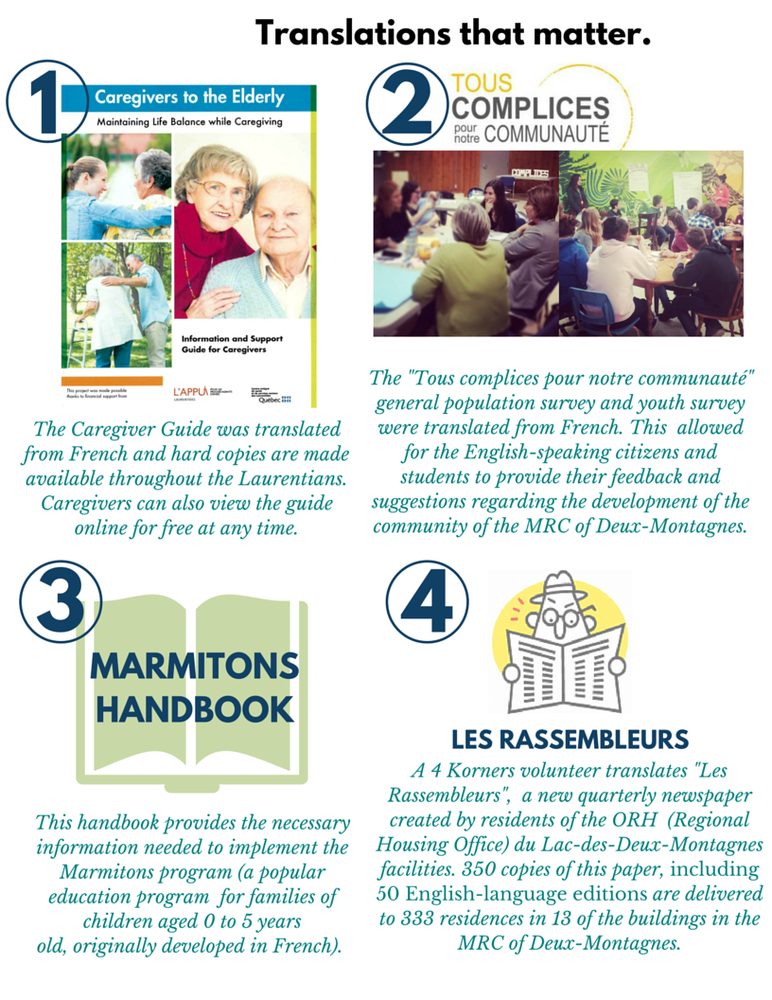 Translations that matter.
1
Caregivers to the Elderly
Maintaining Life Balance while Caregiving
Information and Support
Guide for Caregivers
This project was made possible
thanks to financial support from
L'APPUI
LAURENTIDES
Québec
The Caregiver Guide was translated
from French and hard copies are made
available throughout the Laurentians.
Caregivers can also view the guide
online for free at any time.
2
TOUS
COMPLICES
pour
notre COMMUNAUTÉ
COMPLICES
The "Tous complices pour notre communauté"
general population survey and youth survey
were translated from French. This  allowed
for the English-speaking citizens and
students to provide their feedback and
suggestions regarding the development of the
community of the MRC of Deux-Montagnes.
3
MARMITONS
HANDBOOK
This handbook provides the necessary
information needed to implement the
Marmitons program (a popular
education program  for families of
children aged 0 to 5 years
old, originally developed in French).
4
LES RASSEMBLEURS
A 4 Korners volunteer translates "Les
Rassembleurs",  a new quarterly newspaper
created by residents of the ORH  (Regional
Housing Office) du Lac-des-Deux-Montagnes
facilities. 350 copies of this paper, including
50 English-language editions are delivered
to 333 residences in 13 of the buildings in the
MRC of Deux-Montagnes.